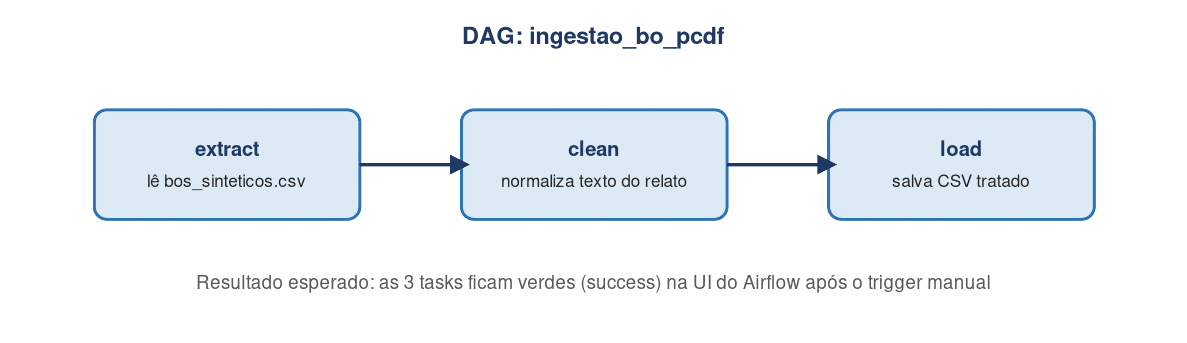 DAG: ingestao_bo_pcdf
extract
lê bos_sinteticos.csv
clean
normaliza texto do relato
load
salva CSV tratado
Resultado esperado: as 3 tasks ficam verdes (success) na UI do Airflow após o trigger manual